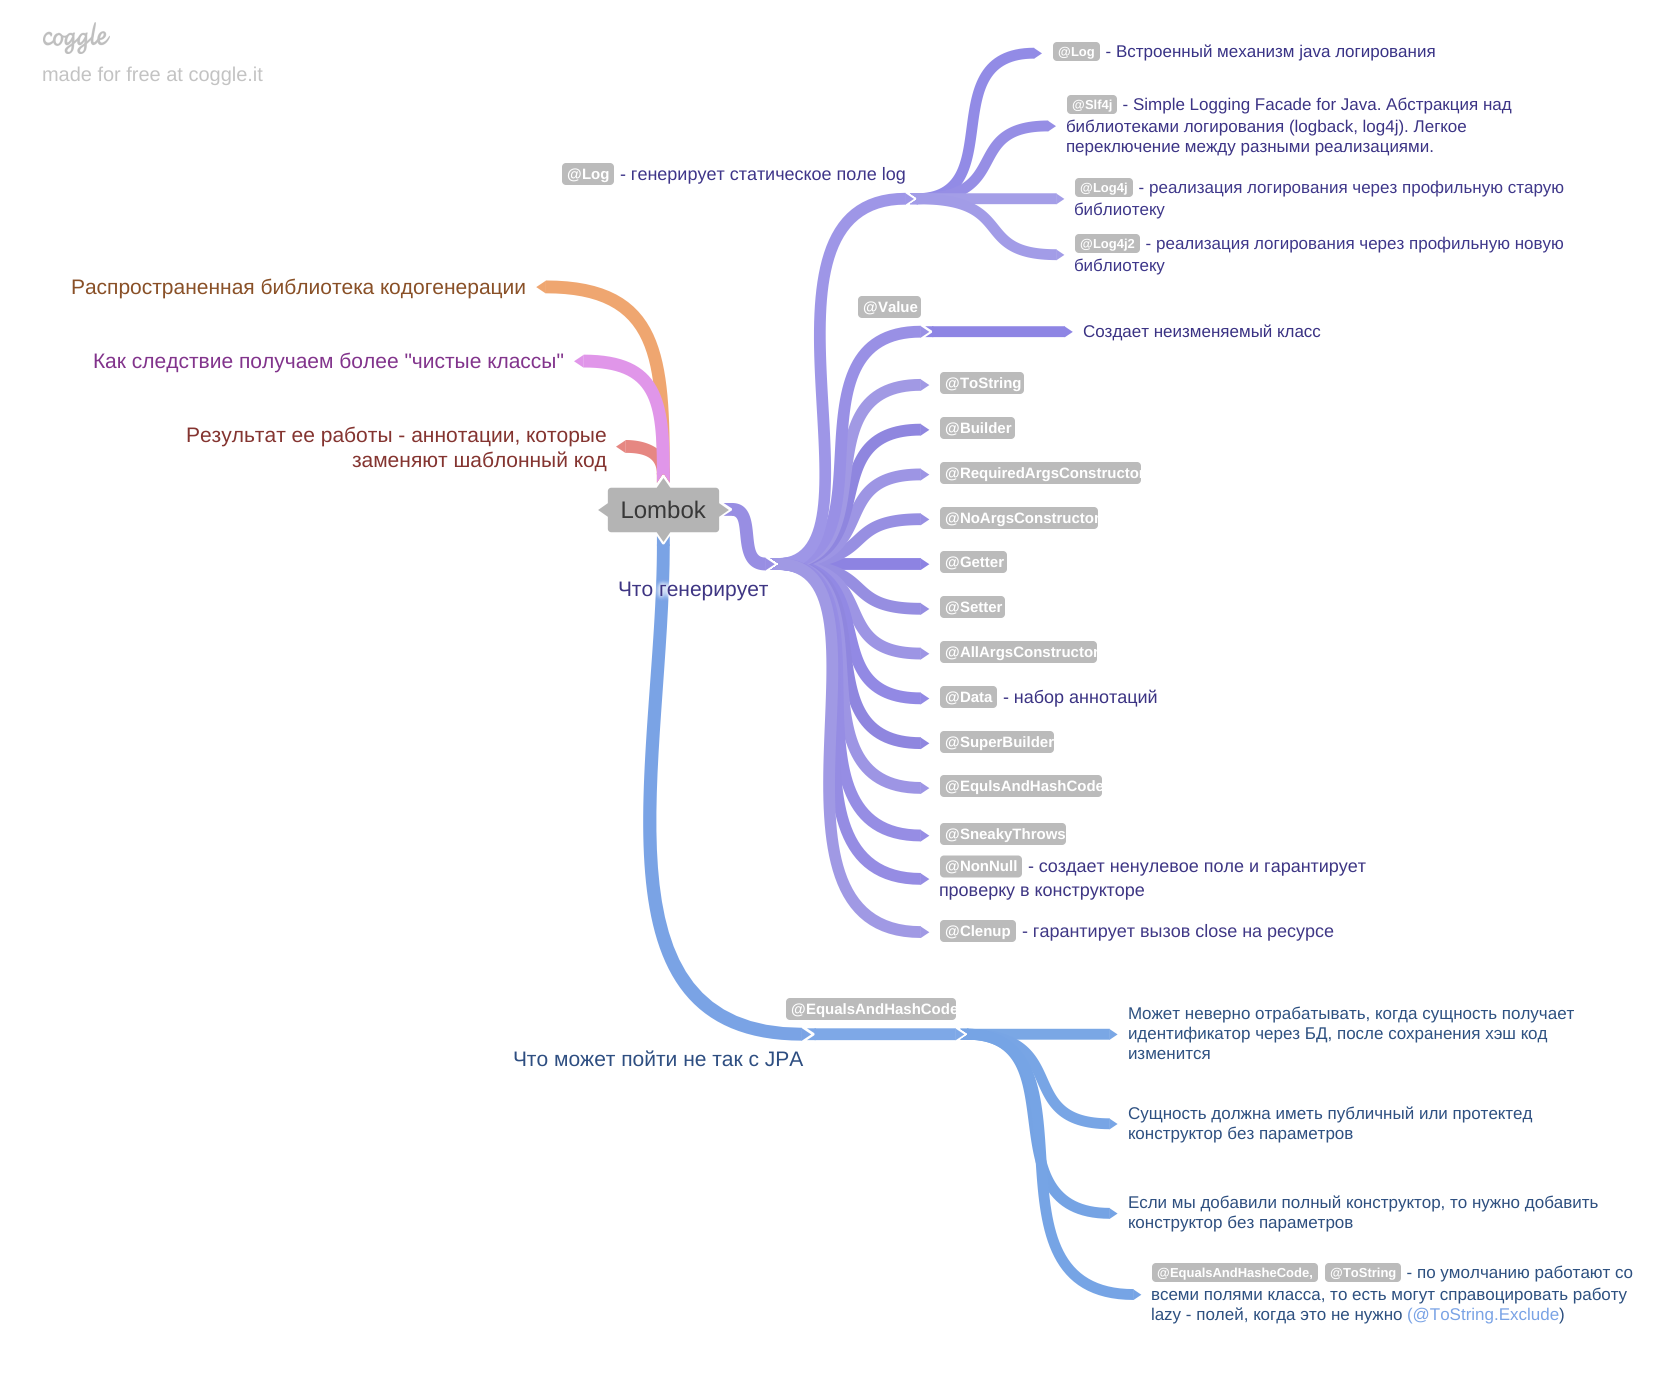 coggle
made for free at coggle.it
@Log - Встроенный механизм java логирования
@Slf4j - Simple Logging Facade for Java. Абстракция над
библиотеками логирования (logback, log4j). Легкое
переключение между разными реализациями.
@Log - генерирует статическое поле log
@Log4j - реализация логирования через профильную старую
библиотеку
@Log4j2 - реализация логирования через профильную новую
библиотеку
Распространенная библиотека кодогенерации
@Value
Создает неизменяемый класс
Как следствие получаем более "чистые классы"
@ToString
@Builder
Результат ее работы - аннотации, которые
заменяют шаблонный код
@RequiredArgsConstructor
Lombok
@NoArgsConstructor
@Getter
Что генерирует
@Setter
@AllArgsConstructor
@Data - набор аннотаций
@SuperBuilder
@EqulsAndHashCode
@SneakyThrows
@NonNull - создает ненулевое поле и гарантирует
проверку в конструкторе
@Clenup - гарантирует вызов close на ресурсе
@EqualsAndHashCode
Что может пойти не так с JPA
Может неверно отрабатывать, когда сущность получает
идентификатор через БД, после сохранения хэш код
изменится
Сущность должна иметь публичный или протектед
конструктор без параметров
Если мы добавили полный конструктор, то нужно добавить
конструктор без параметров
@EqualsAndHasheCode, @ToString - по умолчанию работают со
всеми полями класса, то есть могут справоцировать работу
lazy - полей, когда это не нужно (@ToString.Exclude)